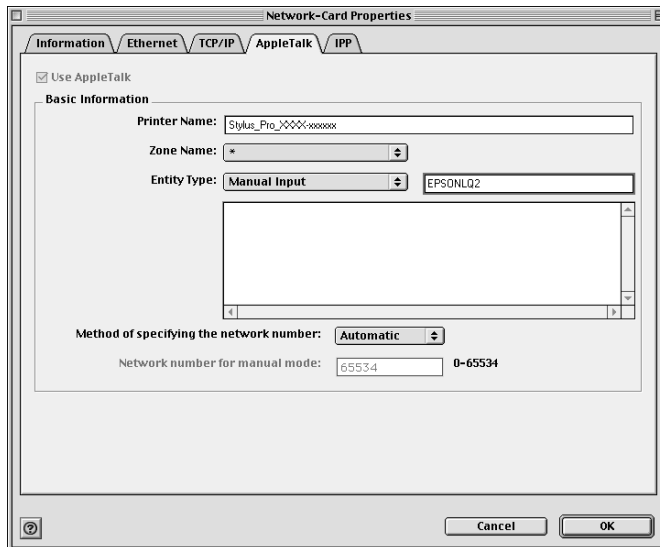 Network-Card Properties
Information Ethernet TCP/IP AppleTalk IPP
Use AppleTalk
Basic Information
Printer Name: Stylus_Pro_XXXX-xxxxxx
Zone Name: *
Entity Type: Manual Input EPSONLQ2
Method of specifying the network number: Automatic
Network number for manual mode: 65534 0-65534
? Cancel OK